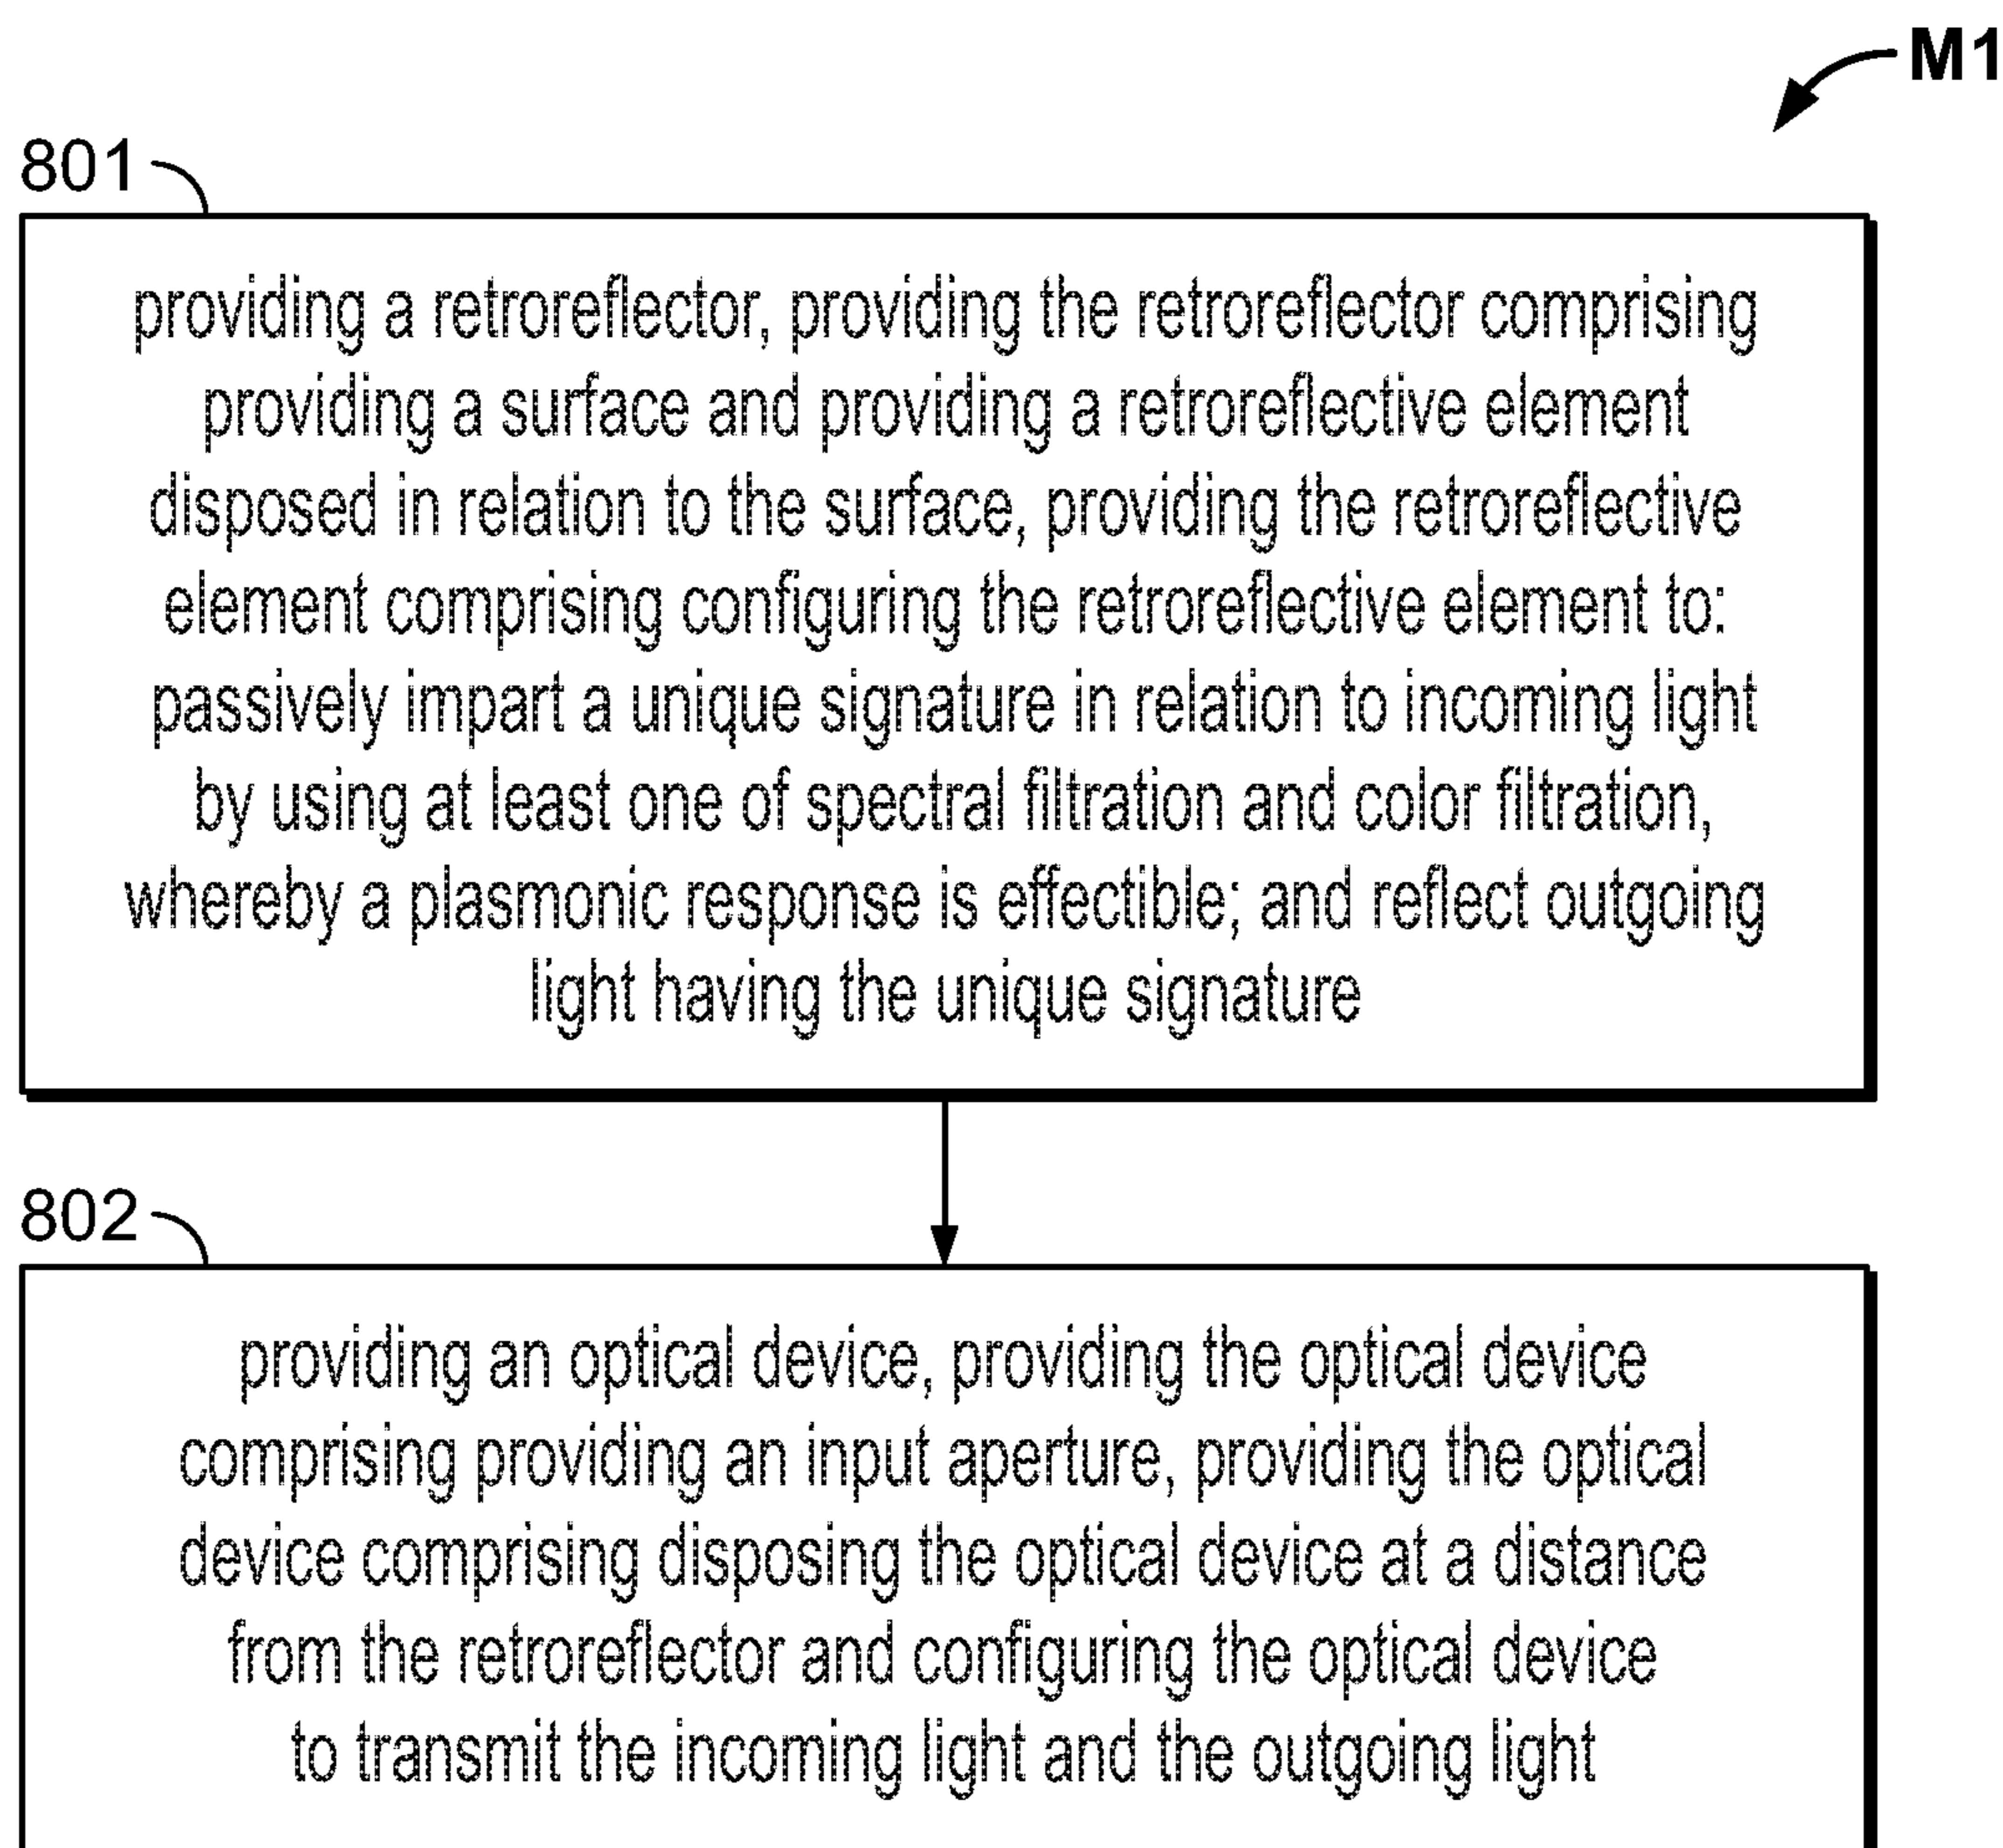 M1
801
providing a retroreflector, providing the retroreflector comprising
providing a surface and providing a retroreflective element
disposed in relation to the surface, providing the retroreflective
element comprising configuring the retroreflective element to:
passively impart a unique signature in relation to incoming light
by using at least one of spectral filtration and color filtration,
whereby a plasmonic response is effectible; and reflect outgoing
light having the unique signature
802
providing an optical device, providing the optical device
comprising providing an input aperture, providing the optical
device comprising disposing the optical device at a distance
from the retroreflector and configuring the optical device
to transmit the incoming light and the outgoing light